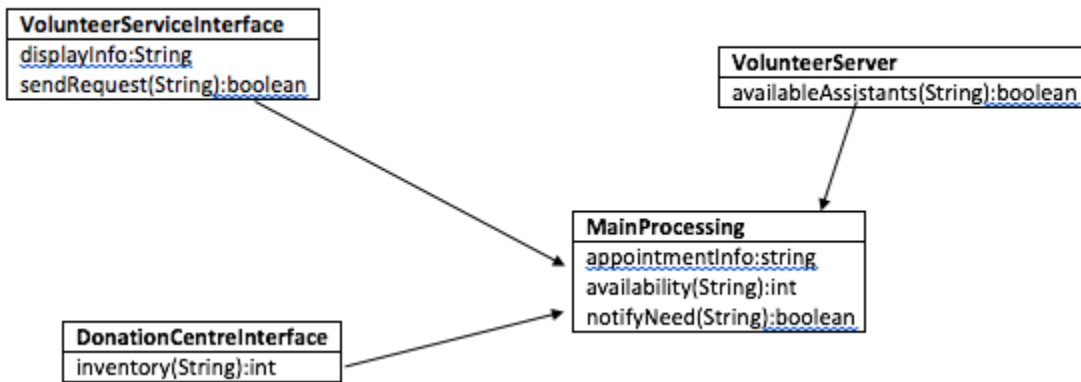 VolunteerServiceInterface
displayInfo:String
sendRequest(String):boolean
VolunteerServer
availableAssistants(String):boolean
MainProcessing
appointmentInfo:string
availability(String):int
notifyNeed(String):boolean
DonationCentreInterface
inventory(String):int